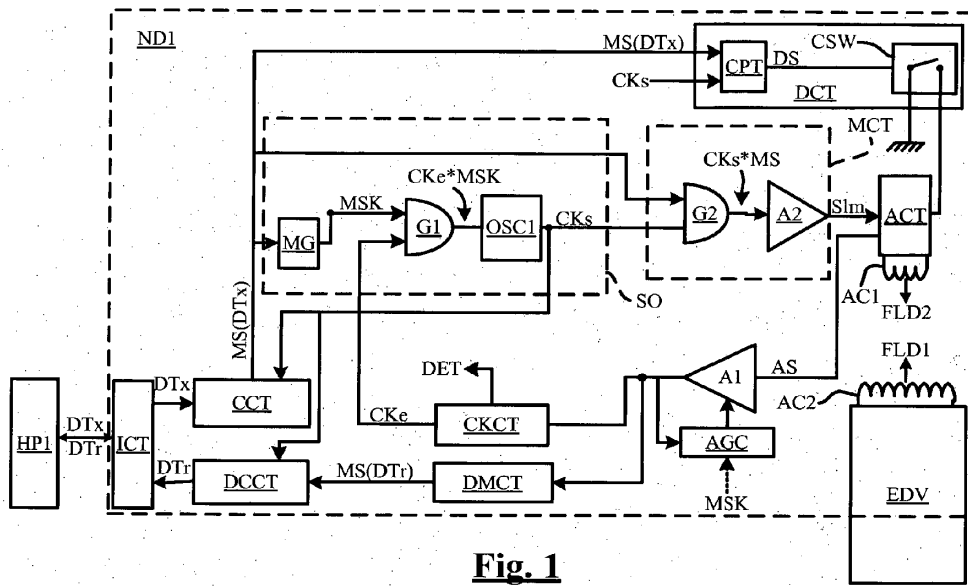 ND1
MS(DTx)
CKs
CPT
DS
CSW
DCT
MCT
CKe*MSK
CKs*MS
MSK
MG
G1
OSC1
CKs
G2
A2
Slm
ACT
SO
AC1
FLD2
MS(DTx)
DET
A1
AS
FLD1
AC2
HP1
DTx
DTr
ICT
DTx
CCT
CKe
CKCT
AGC
DTr
DCCT
MS(DTr)
DMCT
MSK
EDV
Fig. 1